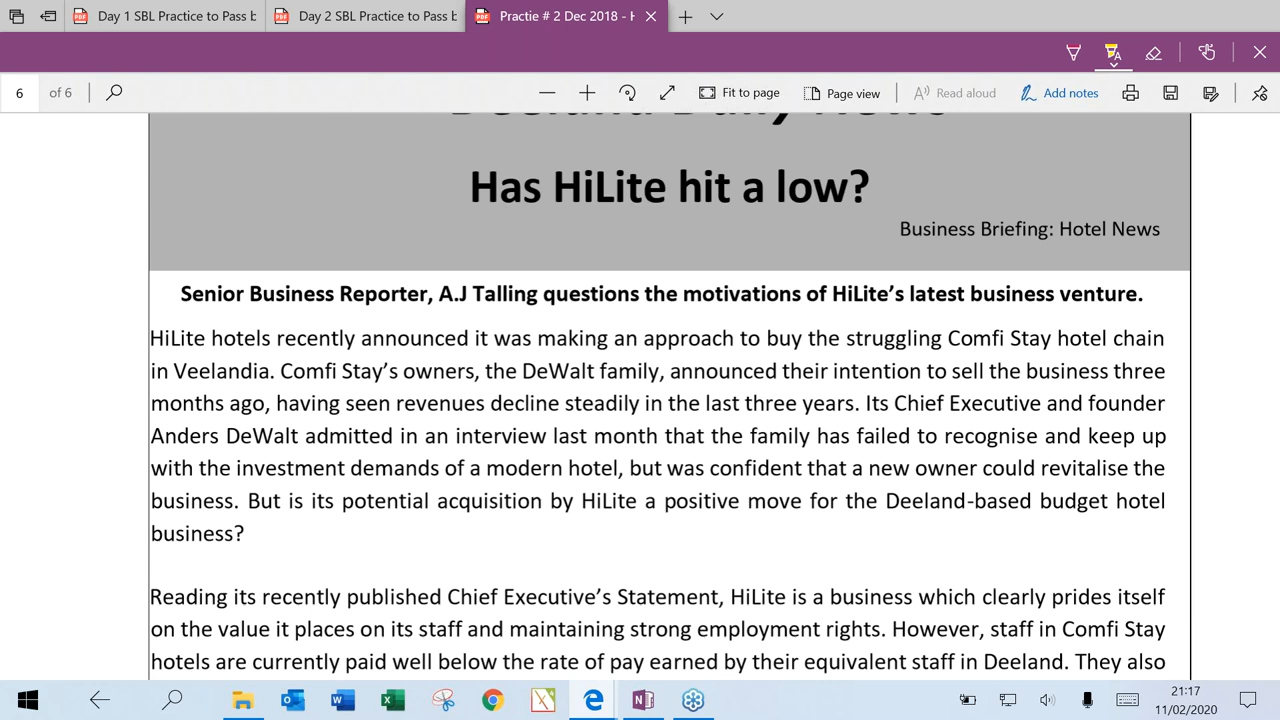 Day 1 SBL Practice to Pass b
Day 2 SBL Practice to Pass b
Practie # 2 Dec 2018 - H
6 of 6
Fit to page
Page view
Read aloud
Add notes
Deeland Daily News
Has HiLite hit a low?
Business Briefing: Hotel News
Senior Business Reporter, A.J Talling questions the motivations of HiLite's latest business venture.
HiLite hotels recently announced it was making an approach to buy the struggling Comfi Stay hotel chain
in Veelandia. Comfi Stay's owners, the DeWalt family, announced their intention to sell the business three
months ago, having seen revenues decline steadily in the last three years. Its Chief Executive and founder
Anders DeWalt admitted in an interview last month that the family has failed to recognise and keep up
with the investment demands of a modern hotel, but was confident that a new owner could revitalise the
business. But is its potential acquisition by HiLite a positive move for the Deeland-based budget hotel
business?
Reading its recently published Chief Executive's Statement, HiLite is a business which clearly prides itself
on the value it places on its staff and maintaining strong employment rights. However, staff in Comfi Stay
hotels are currently paid well below the rate of pay earned by their equivalent staff in Deeland. They also
21:17
11/02/2020